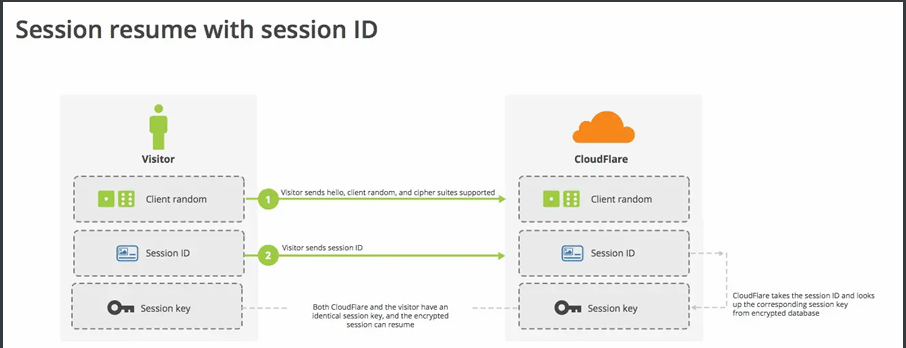 Session resume with session ID
Visitor
CloudFlare
Client random
1
Visitor sends hello, client random, and cipher suites supported
Client random
Session ID
2
Visitor sends session ID
Session ID
Session key
Both CloudFlare and the visitor have an
identical session key, and the encrypted
session can resume
Session key
CloudFlare takes the session ID and looks
up the corresponding session key
from encrypted database